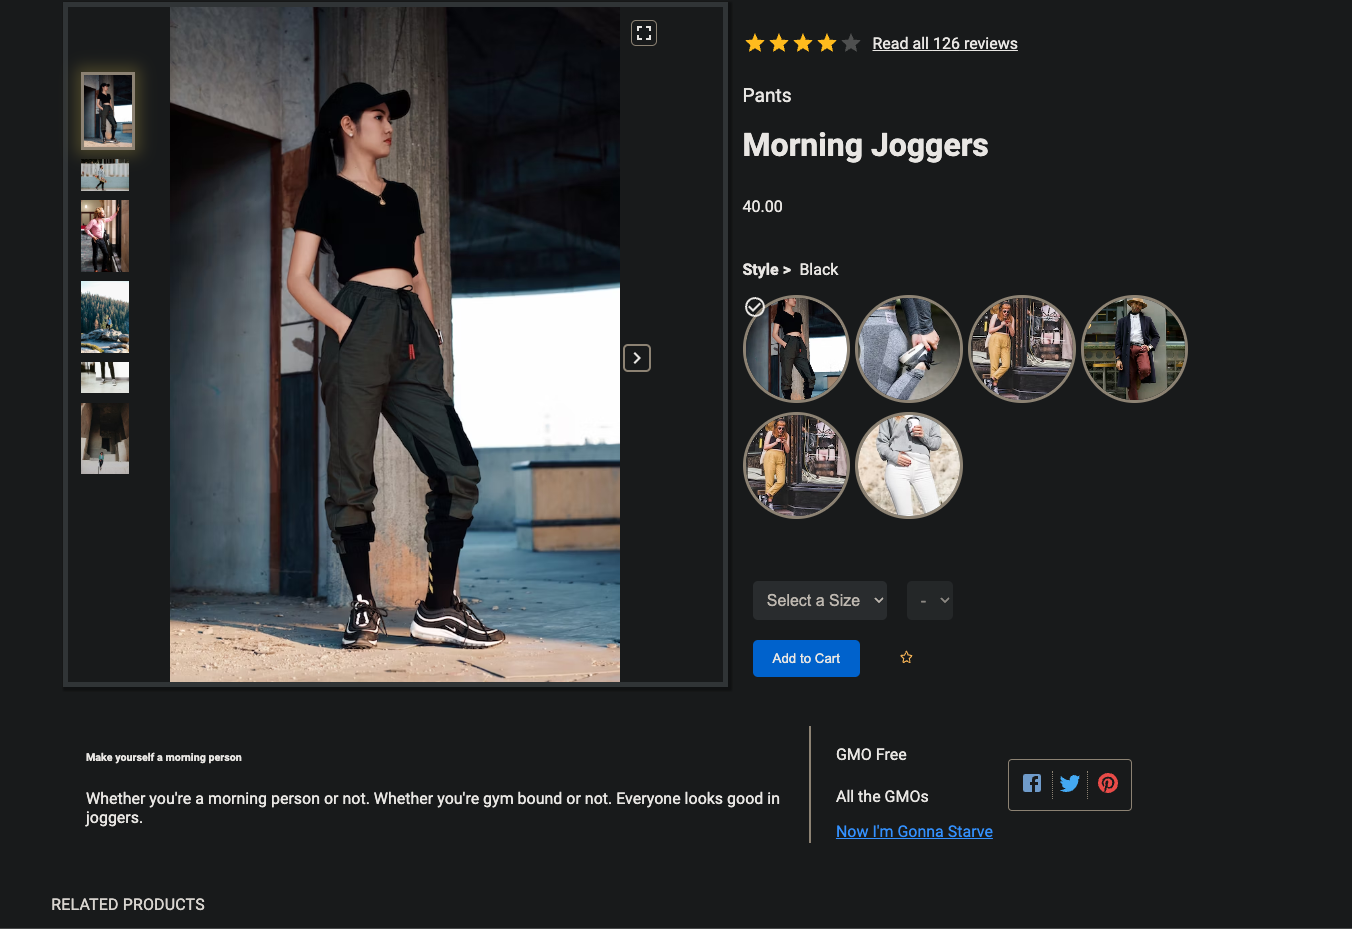 Read all 126 reviews
Pants
Morning Joggers
40.00
Style > Black
Select a Size
-
Add to Cart
Make yourself a morning person
Whether you're a morning person or not. Whether you're gym bound or not. Everyone looks good in
joggers.
GMO Free
All the GMOs
Now I'm Gonna Starve
RELATED PRODUCTS